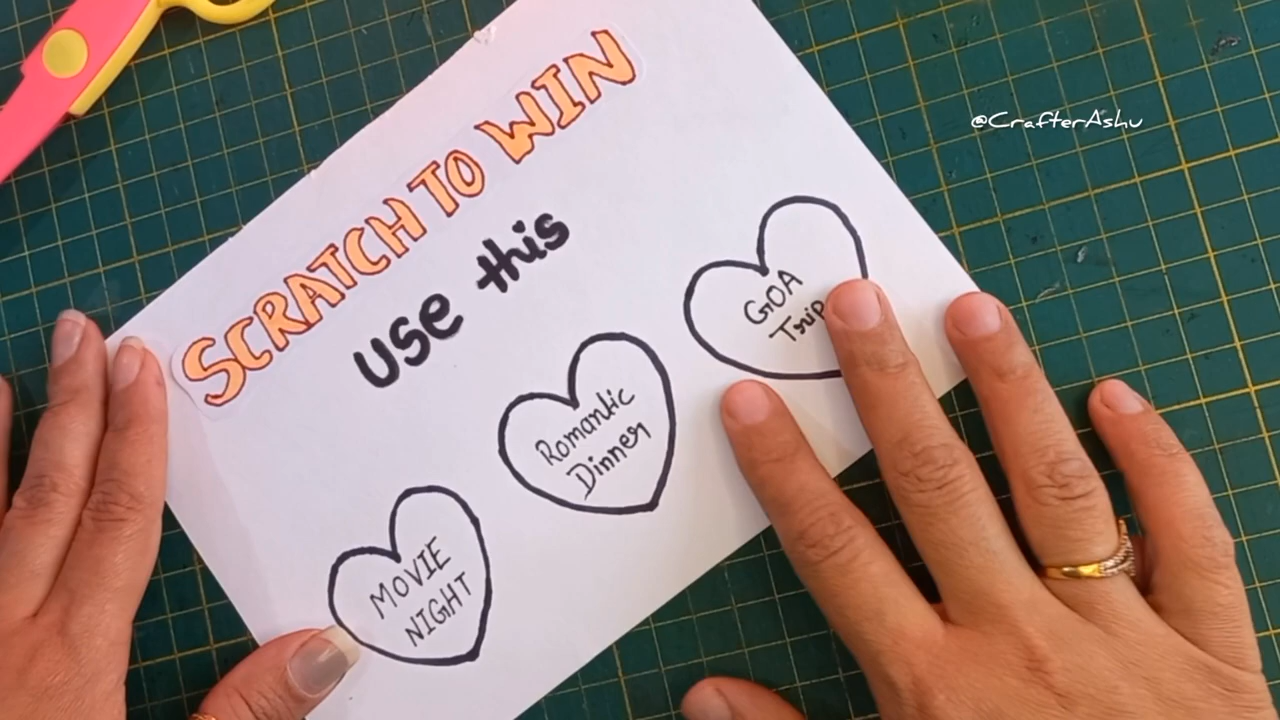 @CrafterAshu
SCRATCH TO WIN
use this
MOVIE
NIGHT
Romantic
Dinner
GOA
Trip